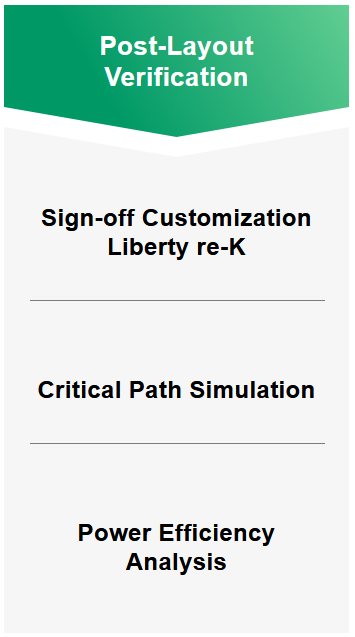 Post-Layout
Verification
Sign-off Customization
Liberty re-K
Critical Path Simulation
Power Efficiency
Analysis